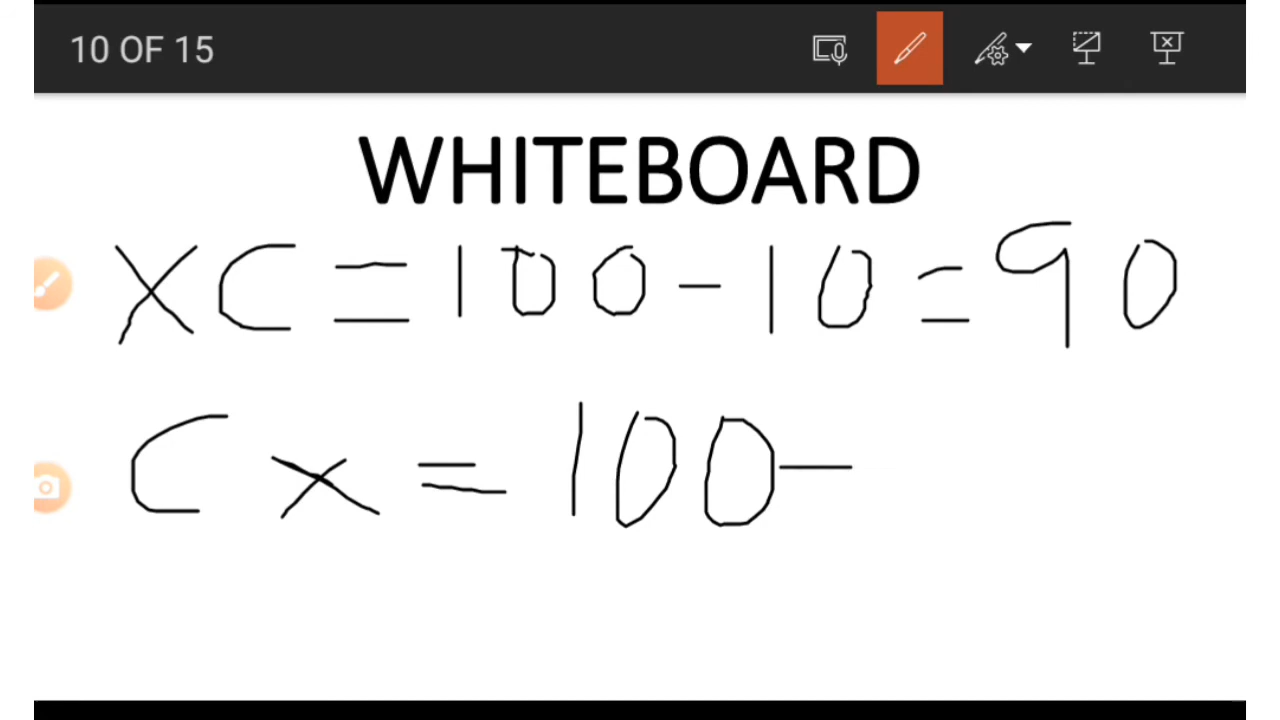 10 OF 15
WHITEBOARD
XC = 100 - 10 = 90
Cx = 100 -